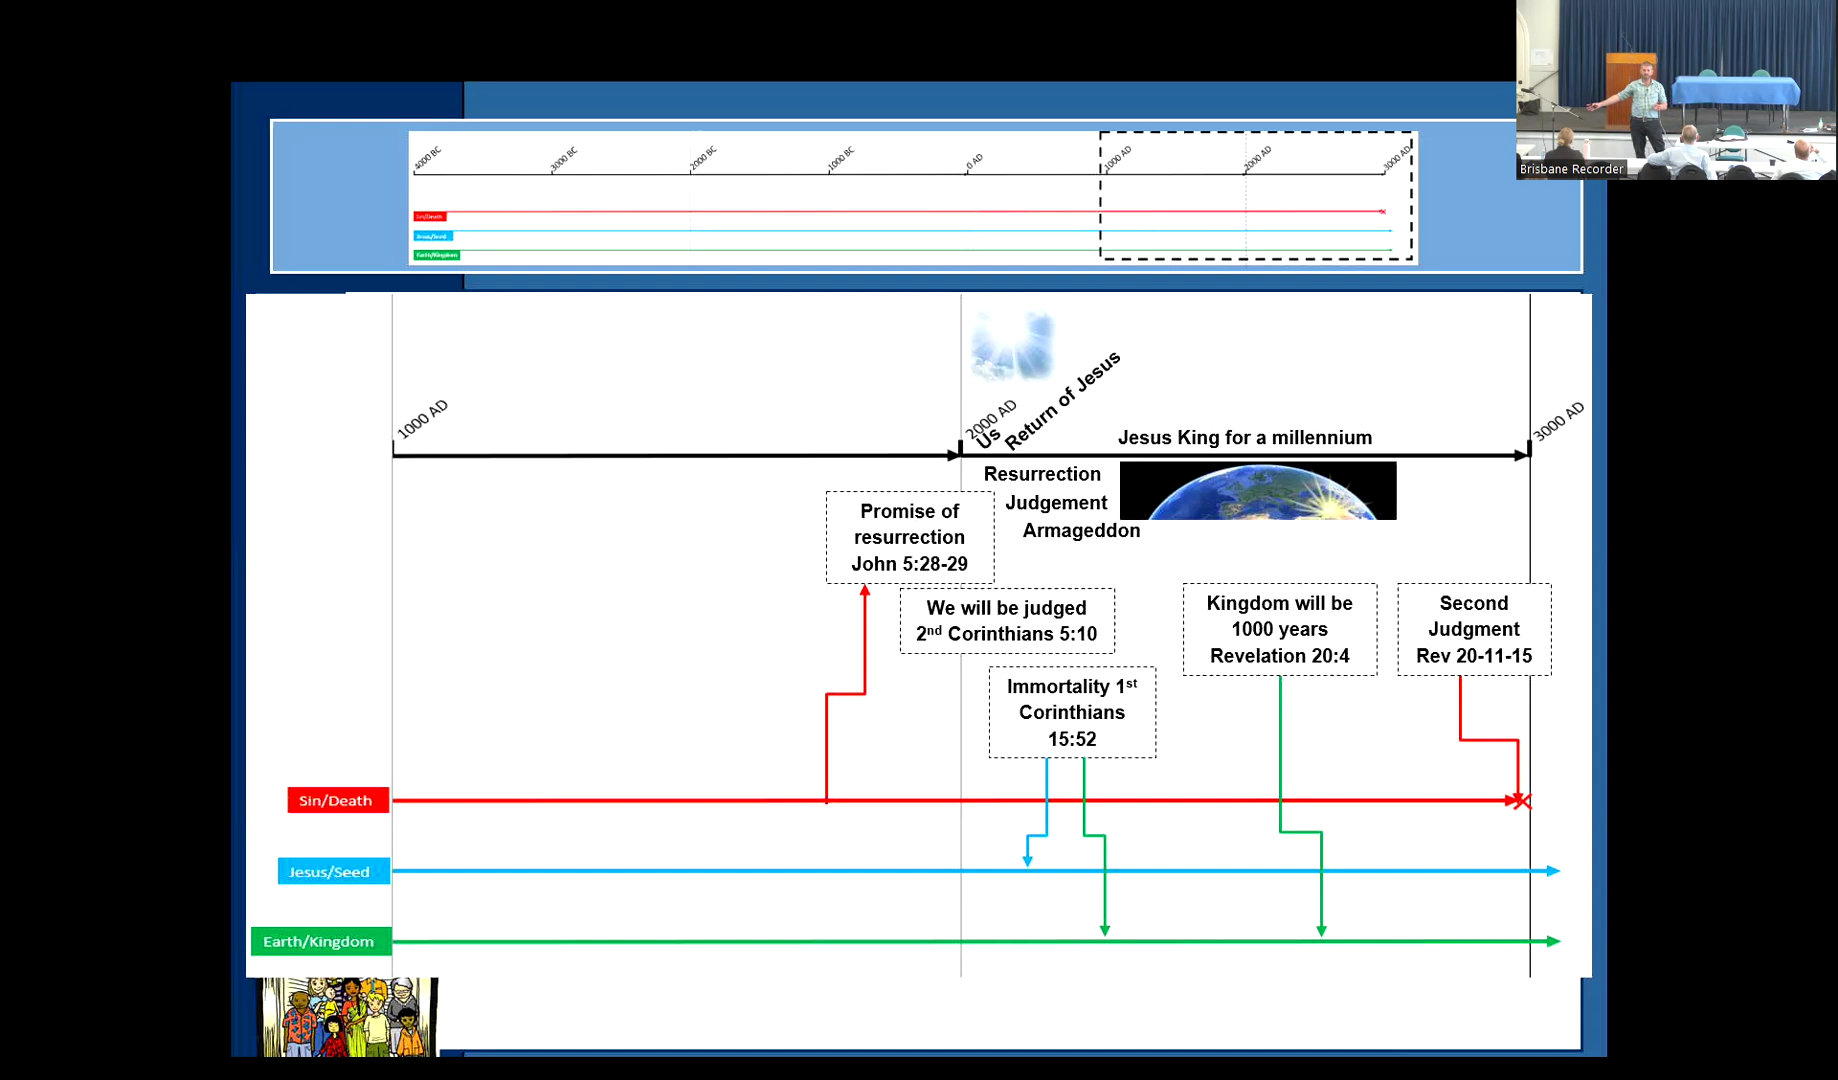 4000 BC
3000 BC
2000 BC
1000 BC
0 AD
1000 AD
2000 AD
3000 AD
Sin/Death
Jesus/Seed
Earth/Kingdom
Brisbane Recorder
1000 AD
2000 AD
Us
Return of Jesus
Jesus King for a millennium
3000 AD
Resurrection
Judgement
Armageddon
Promise of
resurrection
John 5:28-29
We will be judged
2nd Corinthians 5:10
Immortality 1st
Corinthians
15:52
Kingdom will be
1000 years
Revelation 20:4
Second
Judgment
Rev 20-11-15
Sin/Death
Jesus/Seed
Earth/Kingdom